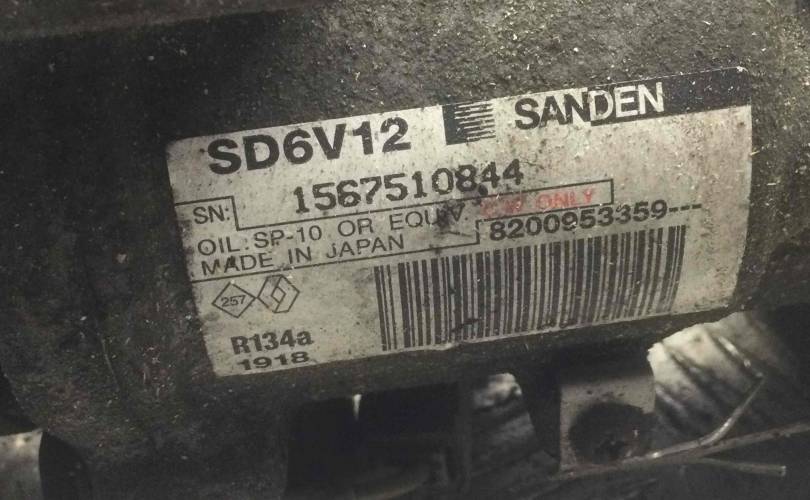 SD6V12 SANDEN
SN: 1567510844
OIL:SP-10 OR EQUIV. ONLY
MADE IN JAPAN 8200953359---
257
R134a
1918